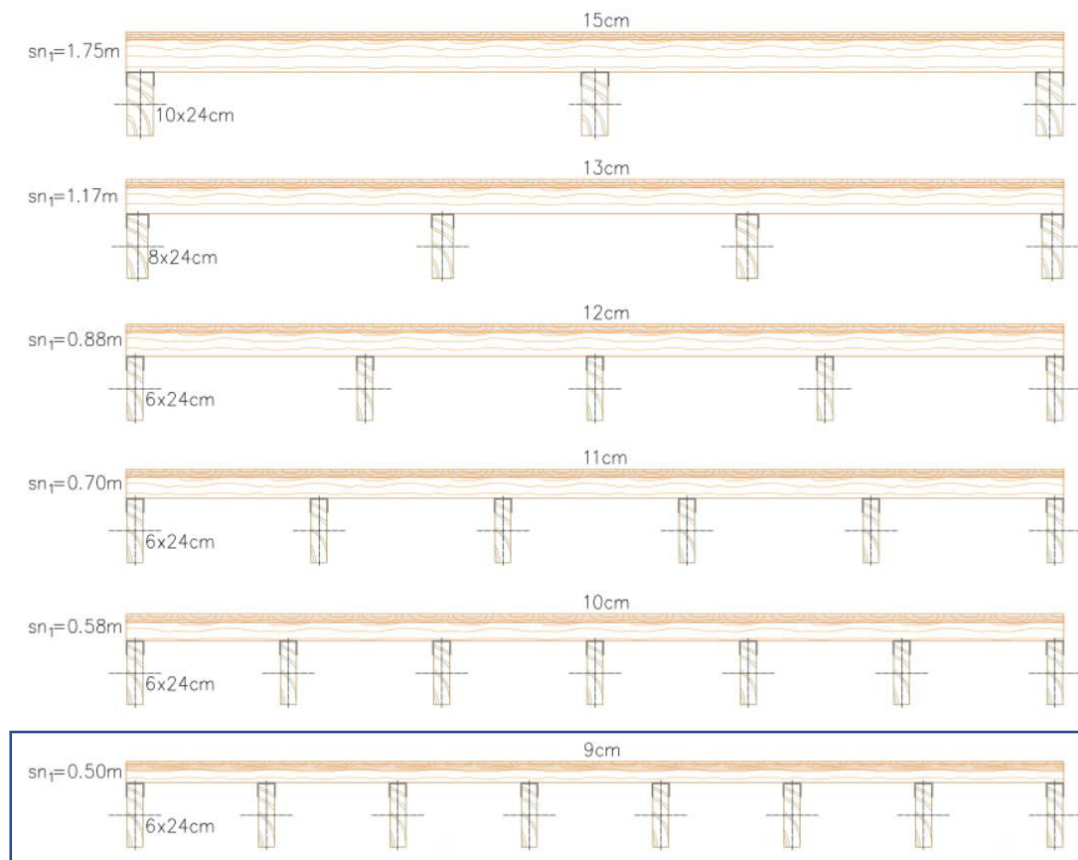 15cm
sn₁=1.75m
10x24cm
13cm
sn₁=1.17m
8x24cm
12cm
sn₁=0.88m
6x24cm
11cm
sn₁=0.70m
6x24cm
10cm
sn₁=0.58m
6x24cm
9cm
sn₁=0.50m
6x24cm